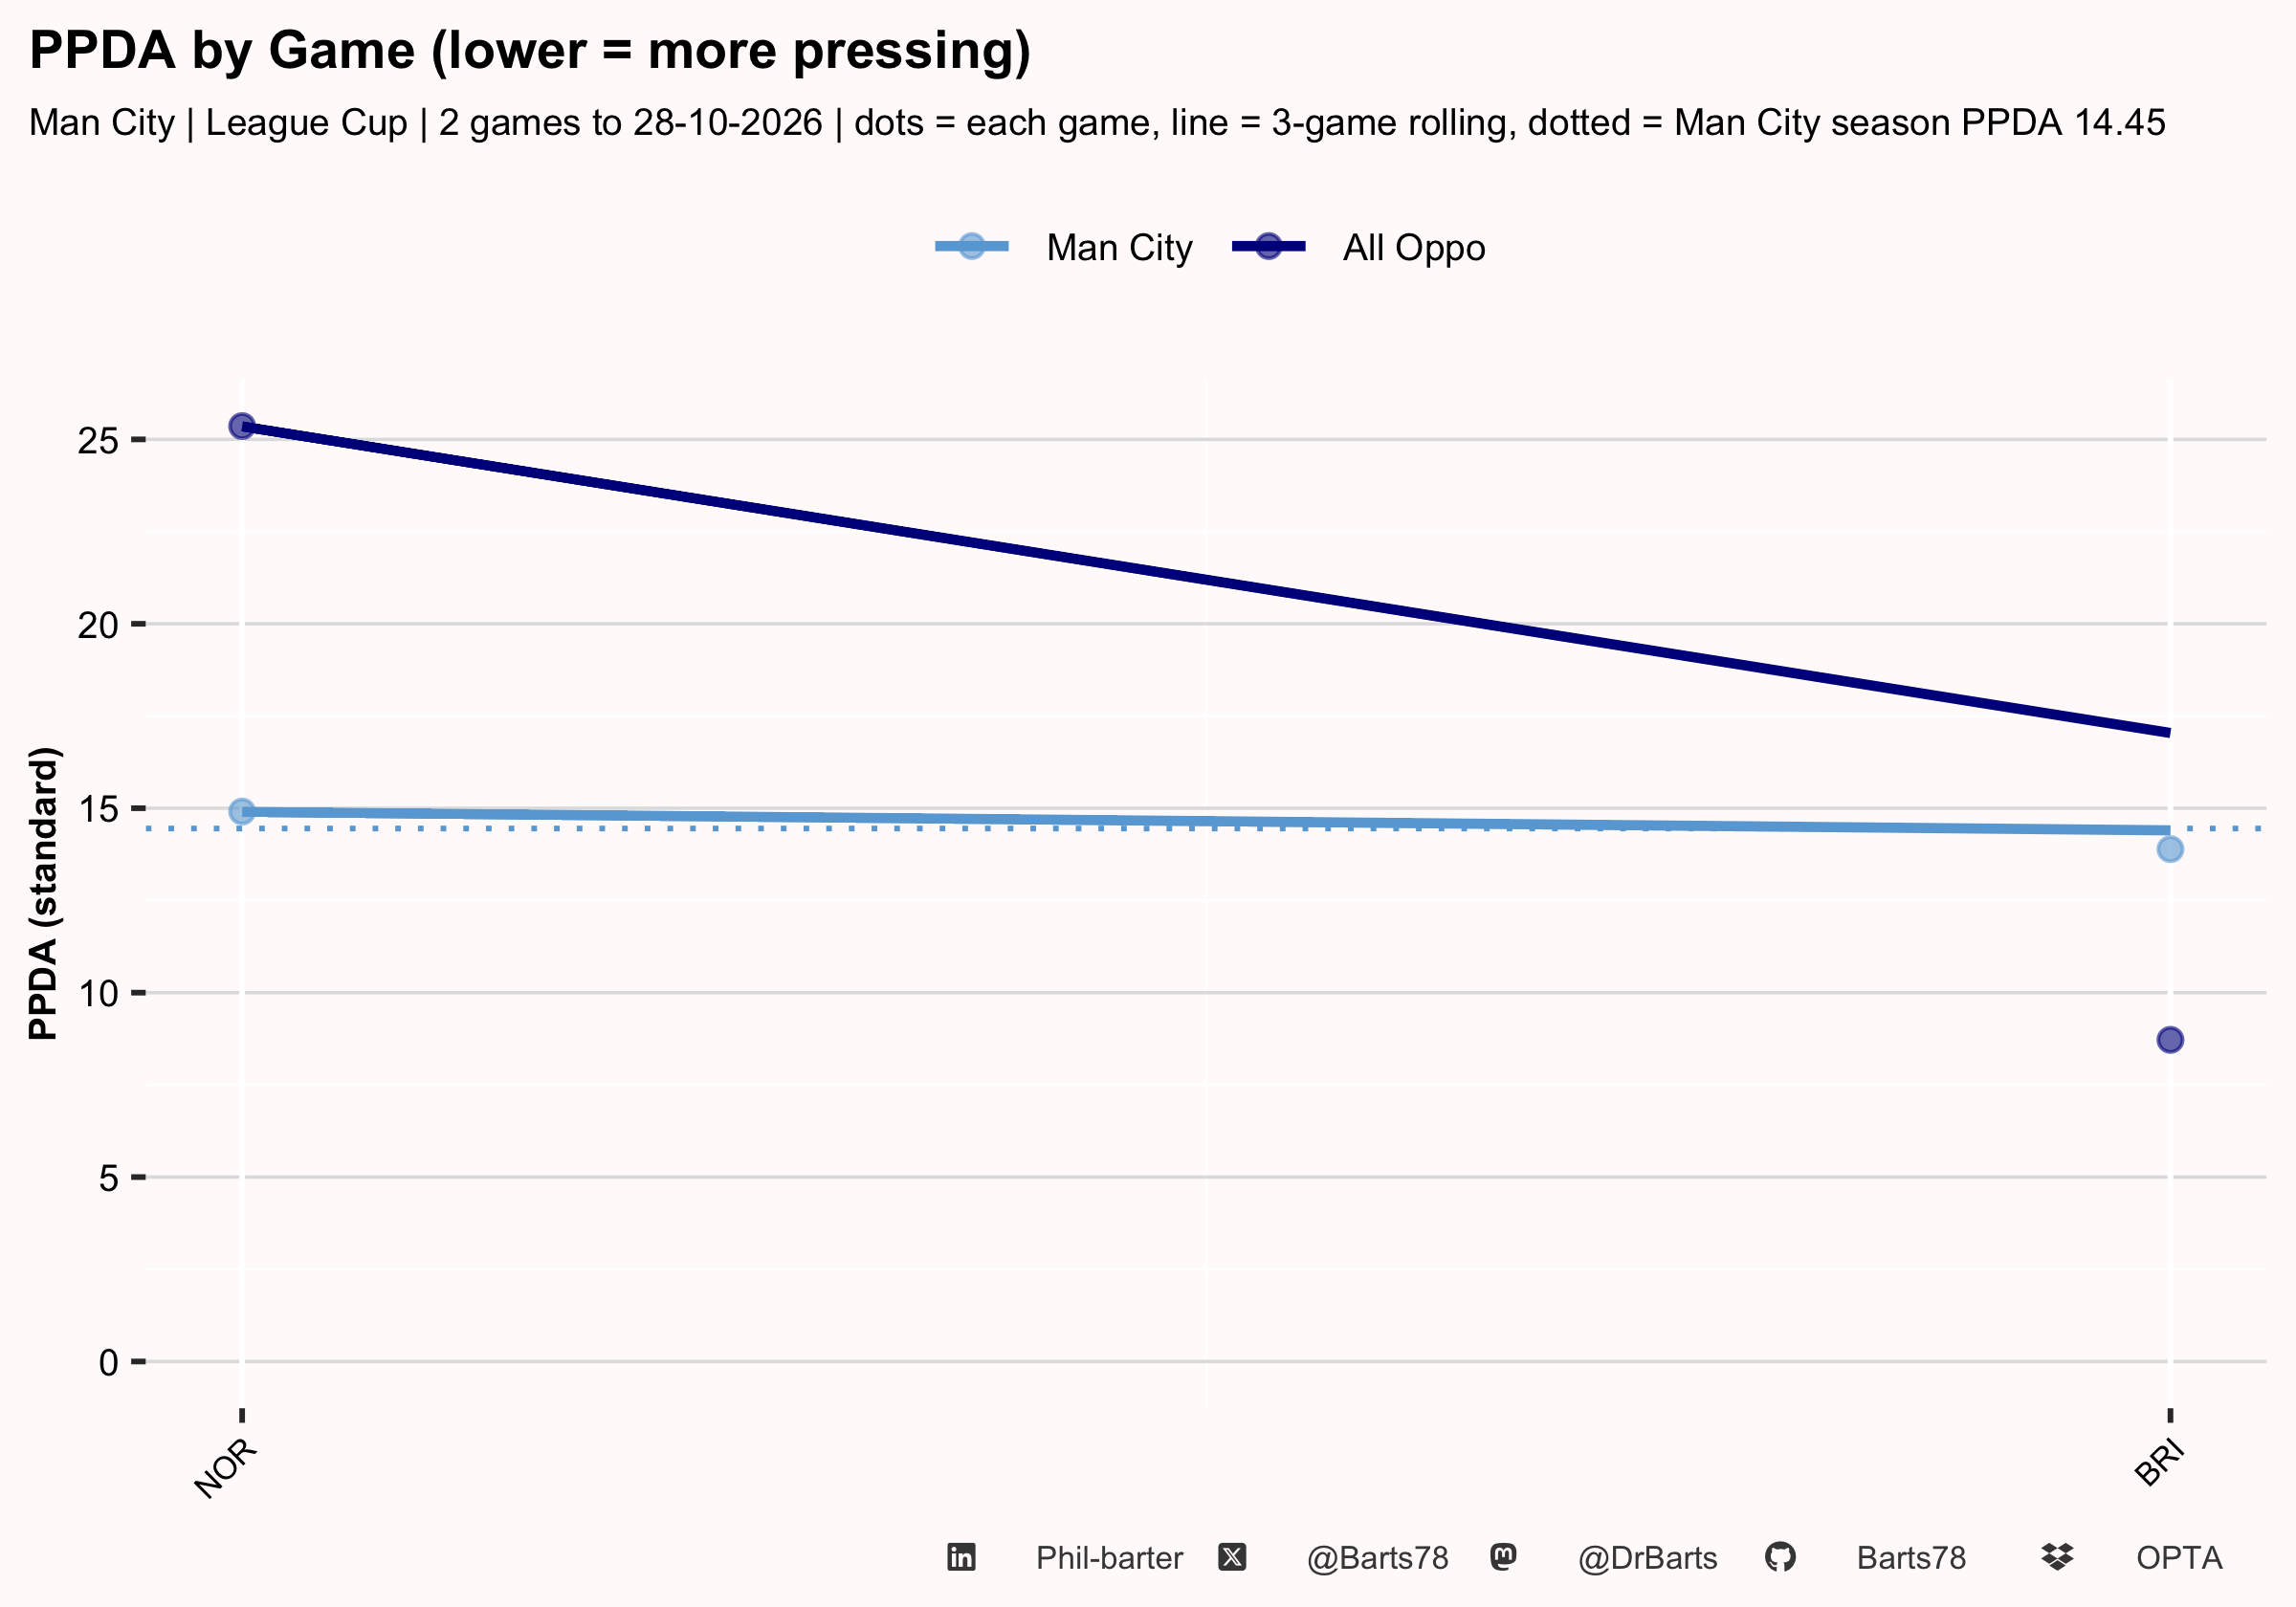 PPDA by Game (lower = more pressing)
Man City | League Cup | 2 games to 28-10-2026 | dots = each game, line = 3-game rolling, dotted = Man City season PPDA 14.45
Man City
All Oppo
PPDA (standard)
25
20
15
10
5
0
NOR
BRI
Phil-barter @Barts78 @DrBarts Barts78 OPTA